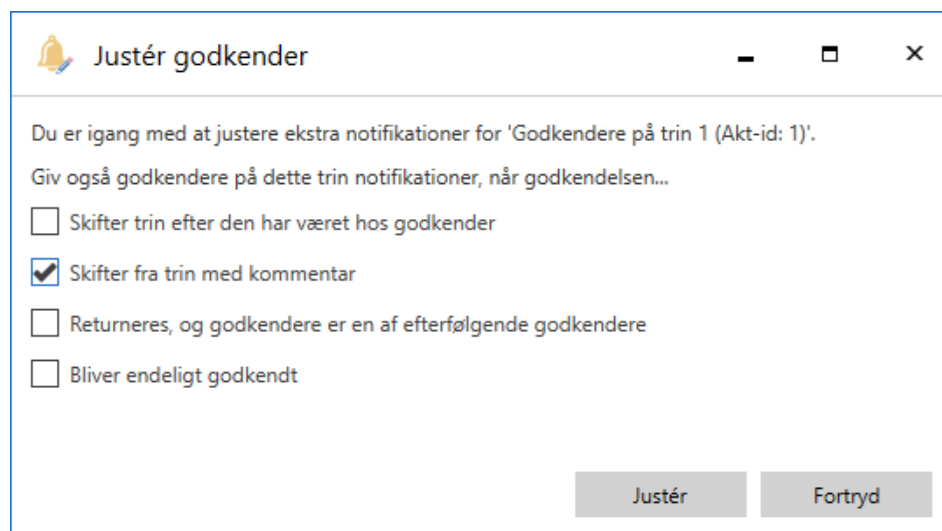 Justér godkender
Du er igang med at justere ekstra notifikationer for 'Godkendere på trin 1 (Akt-id: 1)'.
Giv også godkendere på dette trin notifikationer, når godkendelsen...
Skifter trin efter den har været hos godkender
Skifter fra trin med kommentar
Returneres, og godkendere er en af efterfølgende godkendere
Bliver endeligt godkendt
Justér
Fortryd